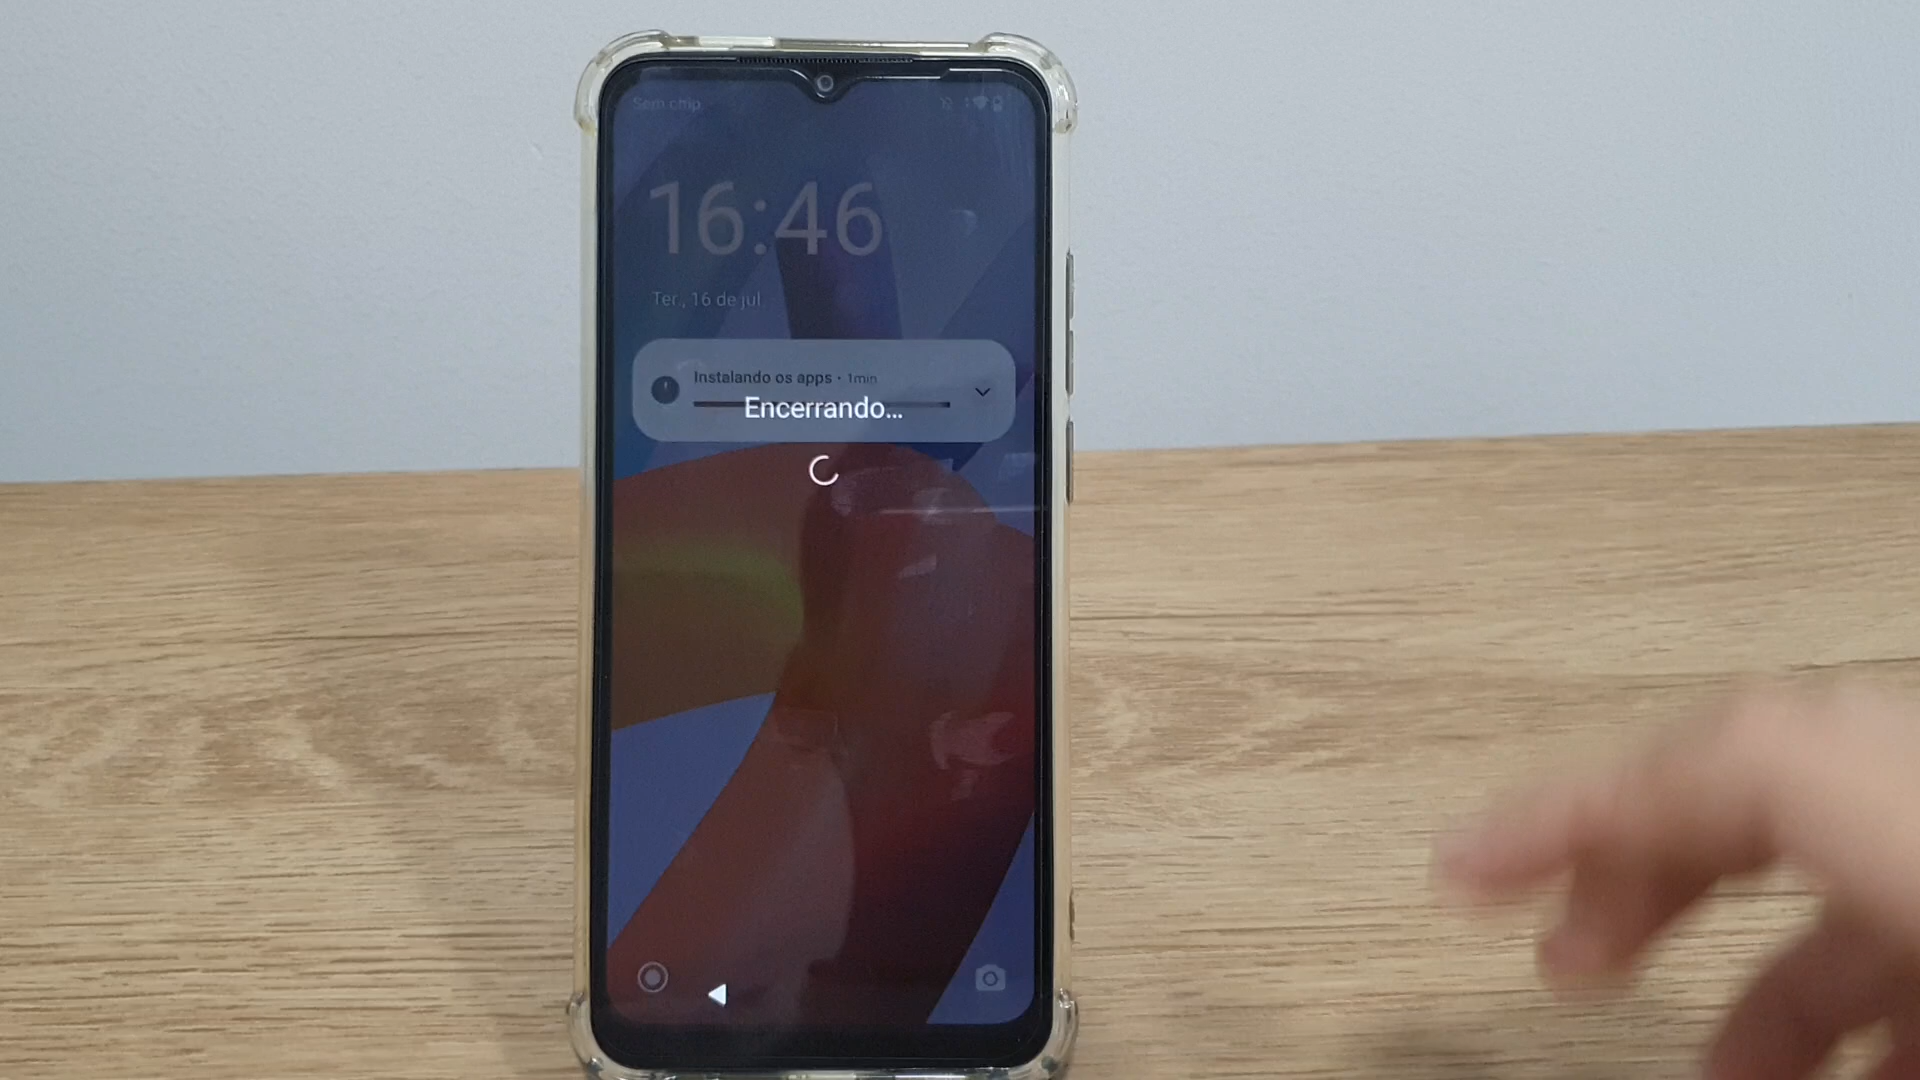 Sem chip
16:46
Ter., 16 de jul.
Instalando os apps • 1min
Encerrando...